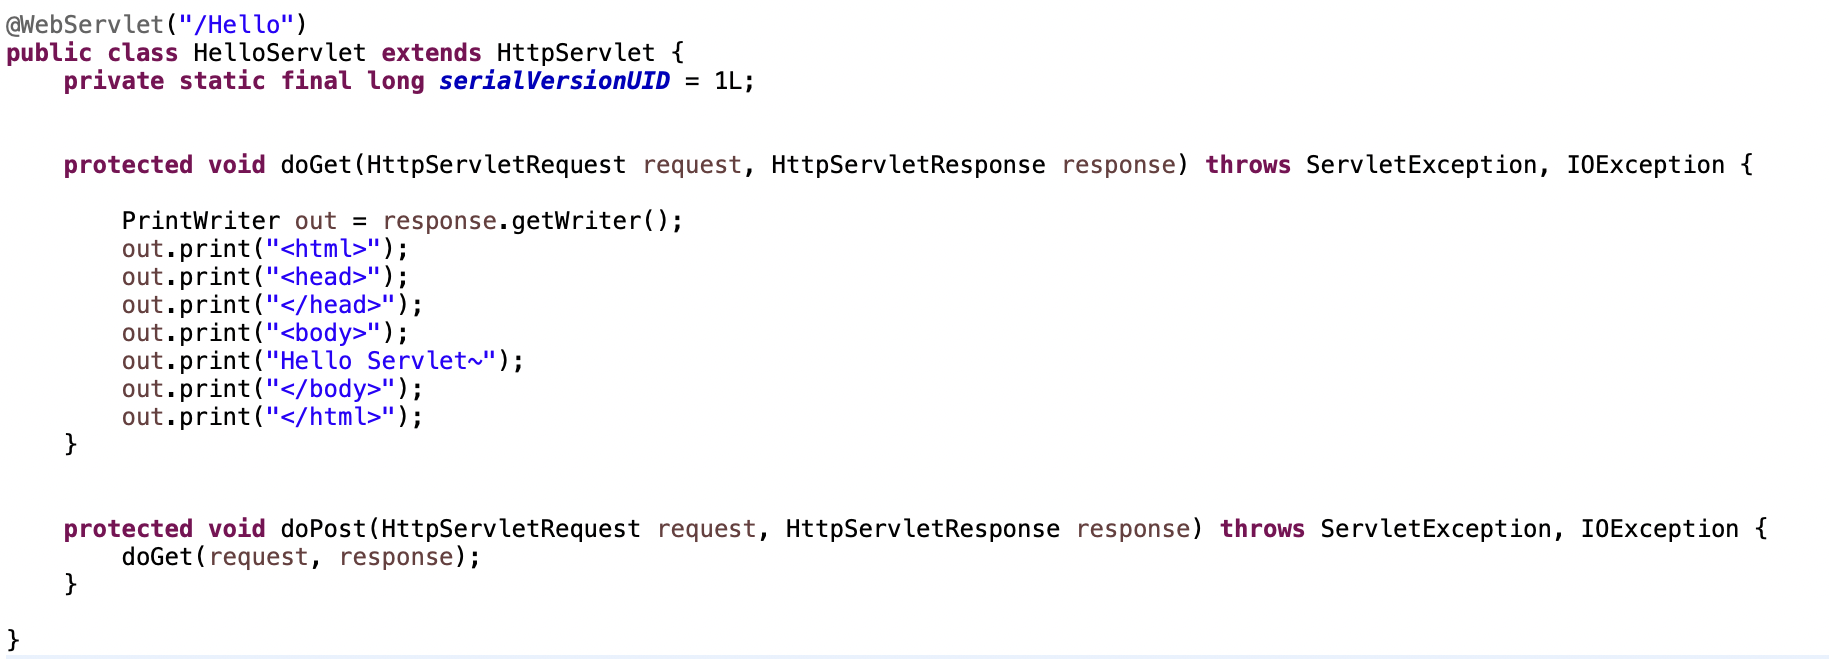 @WebServlet("/Hello")
public class HelloServlet extends HttpServlet {
    private static final long serialVersionUID = 1L;
    protected void doGet(HttpServletRequest request, HttpServletResponse response) throws ServletException, IOException {
        PrintWriter out = response.getWriter();
        out.print("<html>");
        out.print("<head>");
        out.print("</head>");
        out.print("<body>");
        out.print("Hello Servlet~");
        out.print("</body>");
        out.print("</html>");
    }
    protected void doPost(HttpServletRequest request, HttpServletResponse response) throws ServletException, IOException {
        doGet(request, response);
    }
}